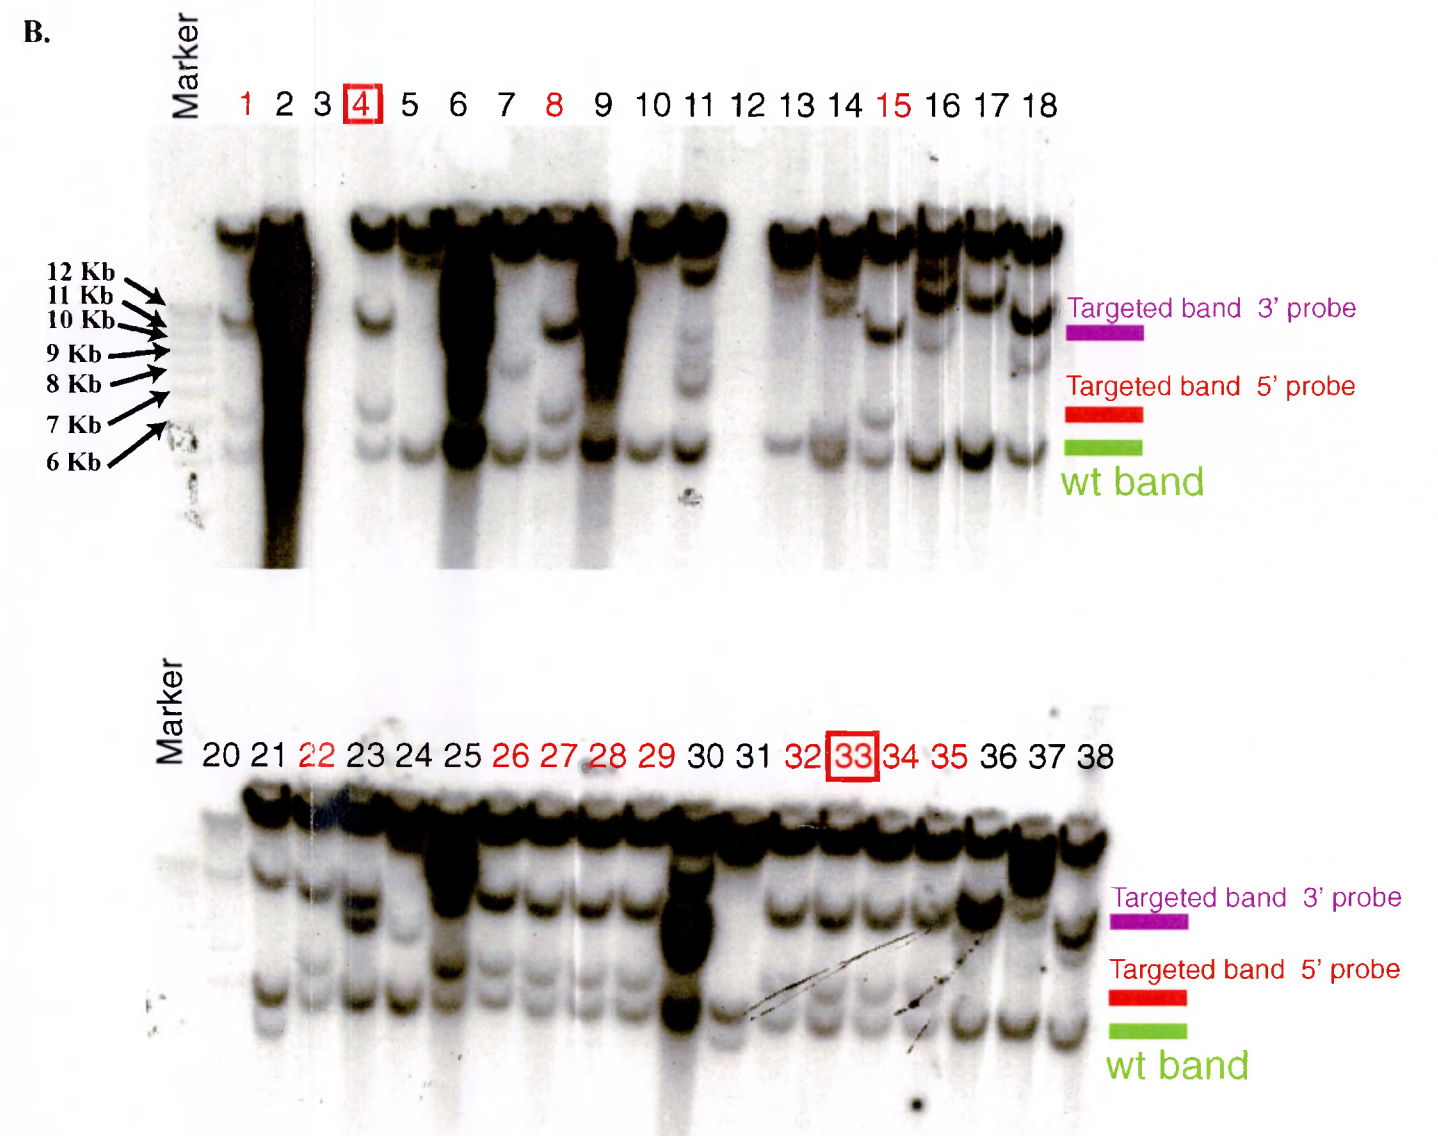 B.
Marker
1 2 3 4 5 6 7 8 9 10 11 12 13 14 15 16 17 18
12 Kb
11 Kb
10 Kb
9 Kb
8 Kb
7 Kb
6 Kb
Targeted band 3' probe
Targeted band 5' probe
wt band
Marker
20 21 22 23 24 25 26 27 28 29 30 31 32 33 34 35 36 37 38
Targeted band 3' probe
Targeted band 5' probe
wt band